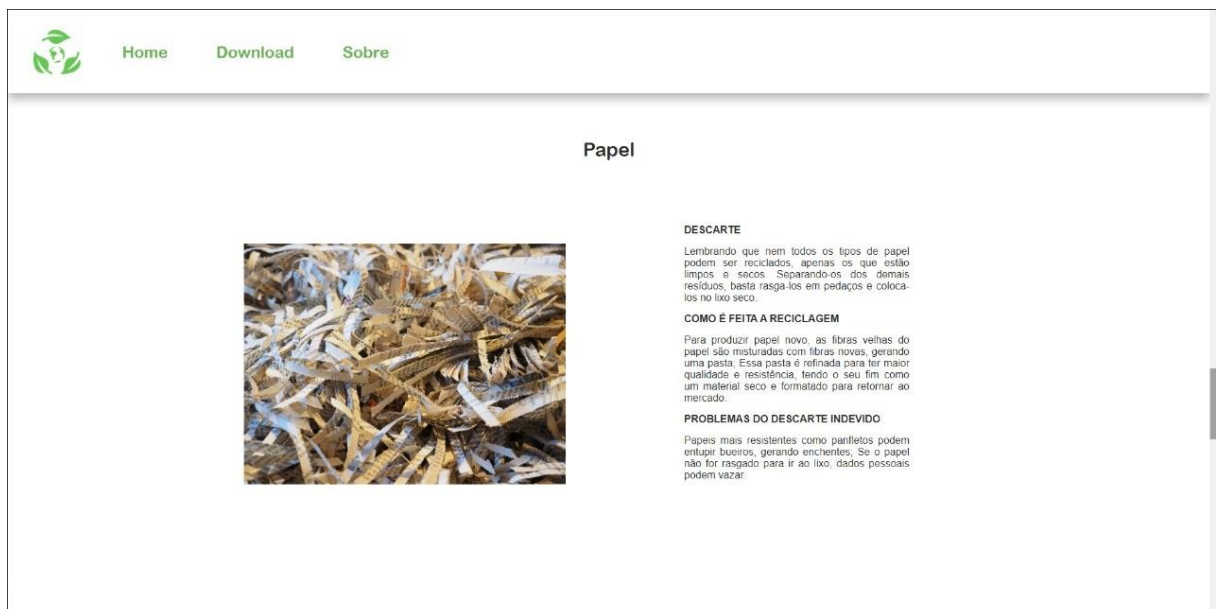 Home Download Sobre
Papel
DESCARTE
Lembrando que nem todos os tipos de papel
podem ser reciclados, apenas os que estão
limpos e secos. Separando-os dos demais
resíduos, basta rasga-los em pedaços e coloca-
los no lixo seco.
COMO É FEITA A RECICLAGEM
Para produzir papel novo, as fibras velhas do
papel são misturadas com fibras novas, gerando
uma pasta; Essa pasta é refinada para ter maior
qualidade e resistência, tendo o seu fim como
um material seco e formatado para retornar ao
mercado.
PROBLEMAS DO DESCARTE INDEVIDO
Papeis mais resistentes como panfletos podem
entupir bueiros, gerando enchentes; Se o papel
não for rasgado para ir ao lixo, dados pessoais
podem vazar.